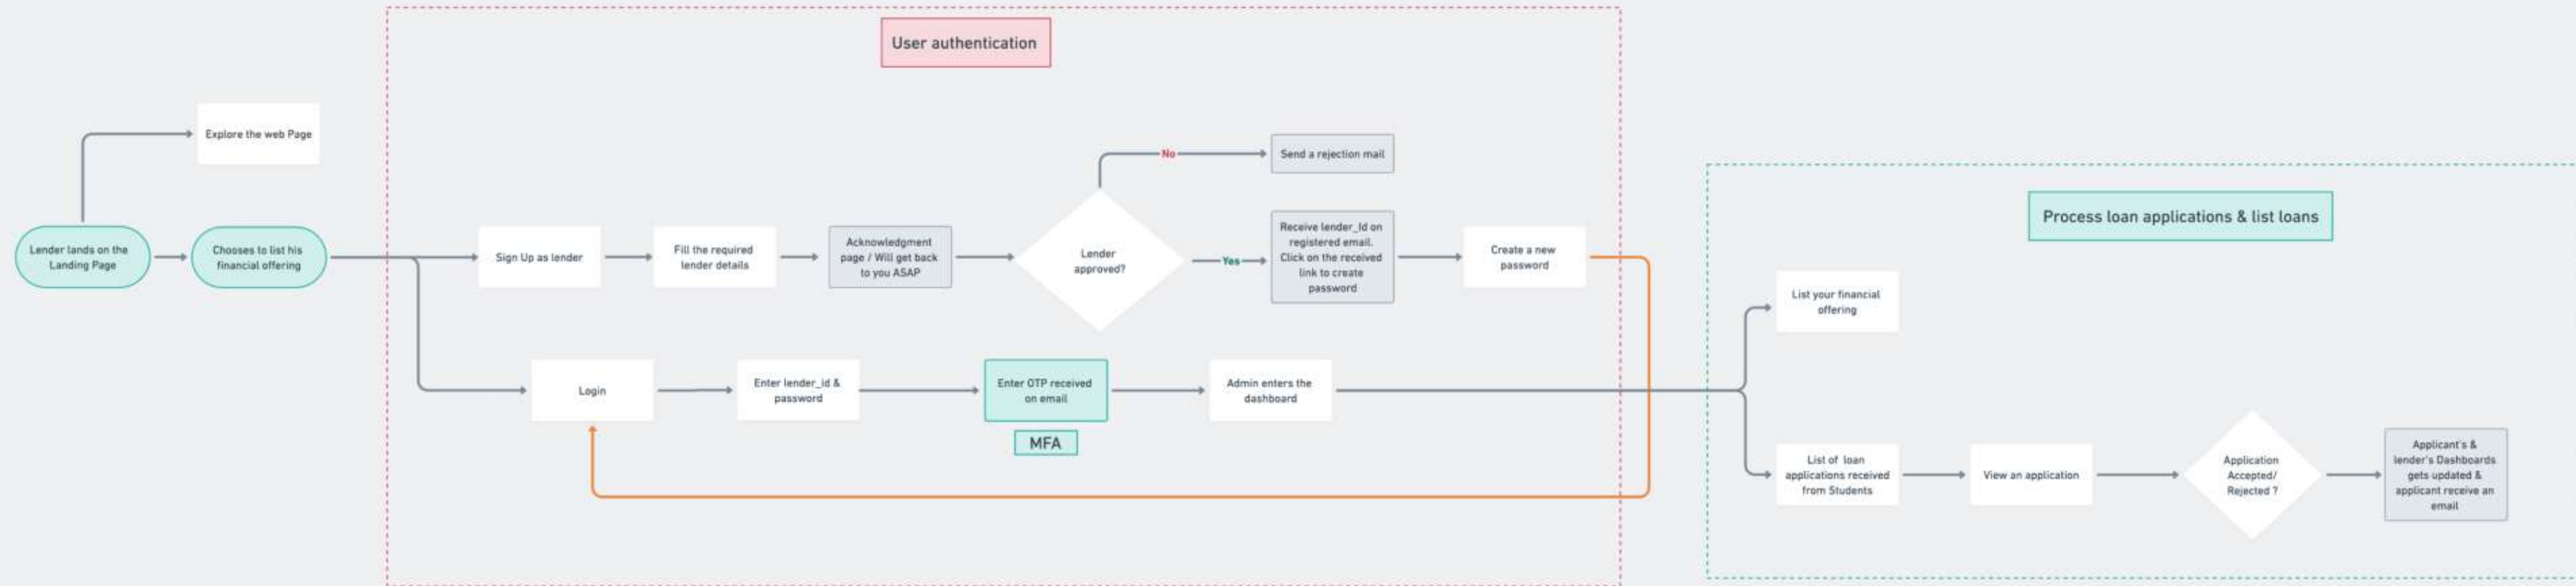 User authentication
Explore the web Page
Lender lands on the
Landing Page
Chooses to list his
financial offering
Sign Up as lender
Fill the required
lender details
Acknowledgment
page / Will get back
to you ASAP
Lender
approved?
No
Send a rejection mail
Yes
Receive lender_Id on
registered email.
Click on the received
link to create
password
Create a new
password
Login
Enter lender_id &
password
Enter OTP received
on email
MFA
Admin enters the
dashboard
Process loan applications & list loans
List your financial
offering
List of loan
applications received
from Students
View an application
Application
Accepted/
Rejected ?
Applicant's &
lender's Dashboards
gets updated &
applicant receive an
email